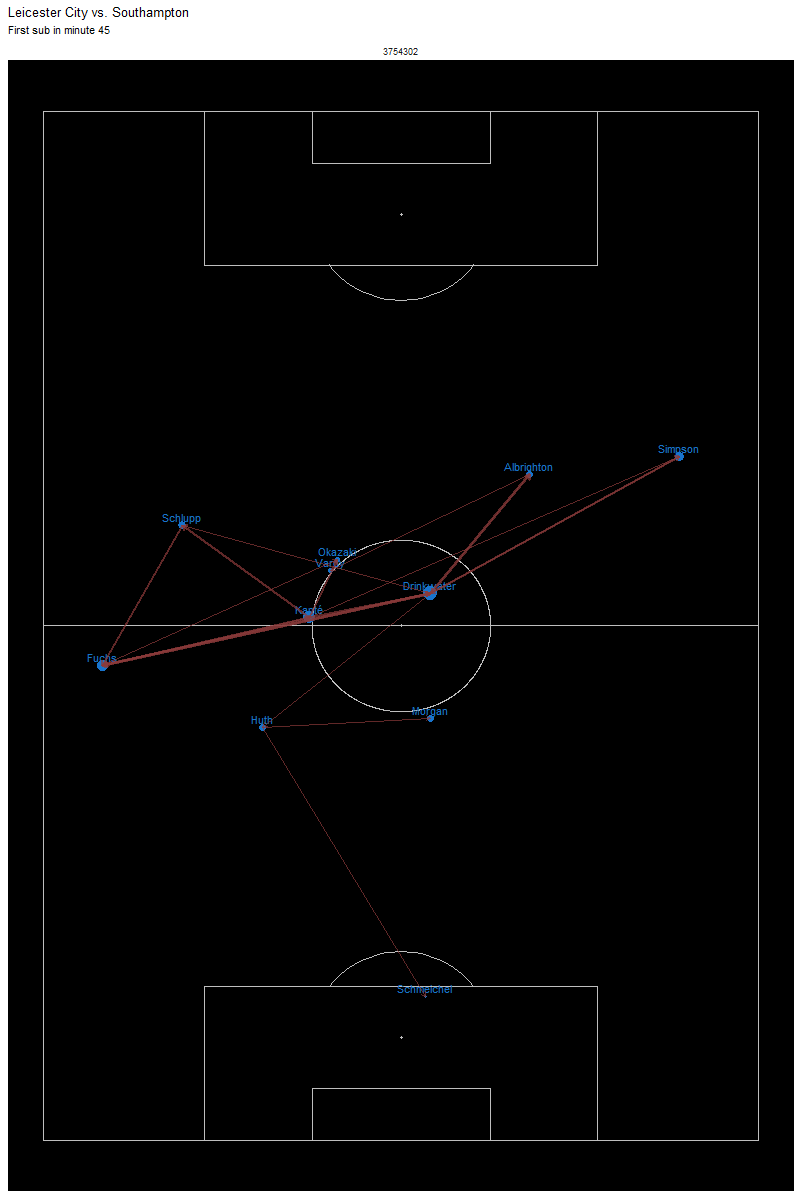 Leicester City vs. Southampton
First sub in minute 45
3754302
Simpson
Albrighton
Schlupp
Okazaki
Vardy
Drinkwater
Kanté
Fuchs
Morgan
Huth
Schmeichel